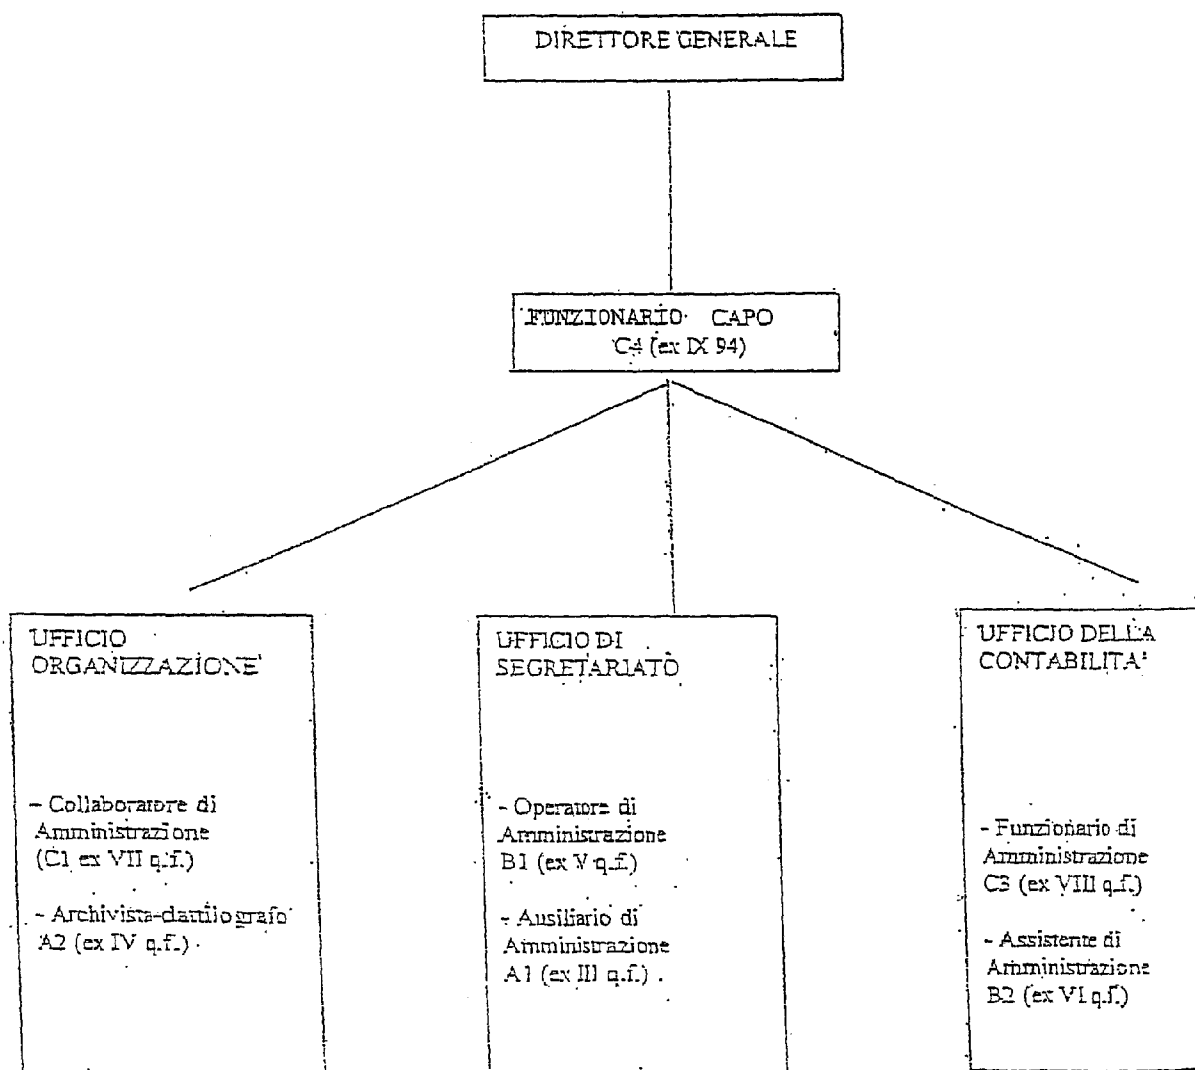 DIRETTORE GENERALE
FUNZIONARIO CAPO
C4 (ex IX 94)
UFFICIO
ORGANIZZAZIONE
- Collaboratore di
Amministrazione
(C1 ex VII q.f.)
- Archivista-dattilografo
A2 (ex IV q.f.)
UFFICIO DI
SEGRETARIATO
- Operatore di
Amministrazione
B1 (ex V q.f.)
- Ausiliario di
Amministrazione
A1 (ex III q.f.)
UFFICIO DELLA
CONTABILITA'
- Funzionario di
Amministrazione
C3 (ex VIII q.f.)
- Assistente di
Amministrazione
B2 (ex VI q.f.)